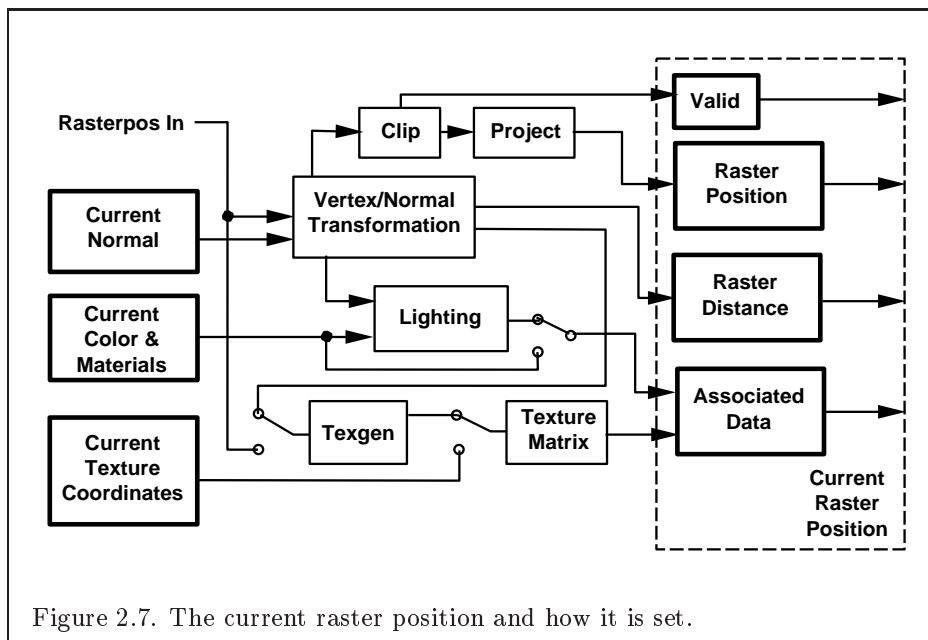 Valid
Rasterpos In
Clip
Project
Raster
Position
Vertex/Normal
Transformation
Current
Normal
Raster
Distance
Current
Color &
Materials
Lighting
Associated
Data
Texgen
Texture
Matrix
Current
Texture
Coordinates
Current
Raster
Position
Figure 2.7. The current raster position and how it is set.